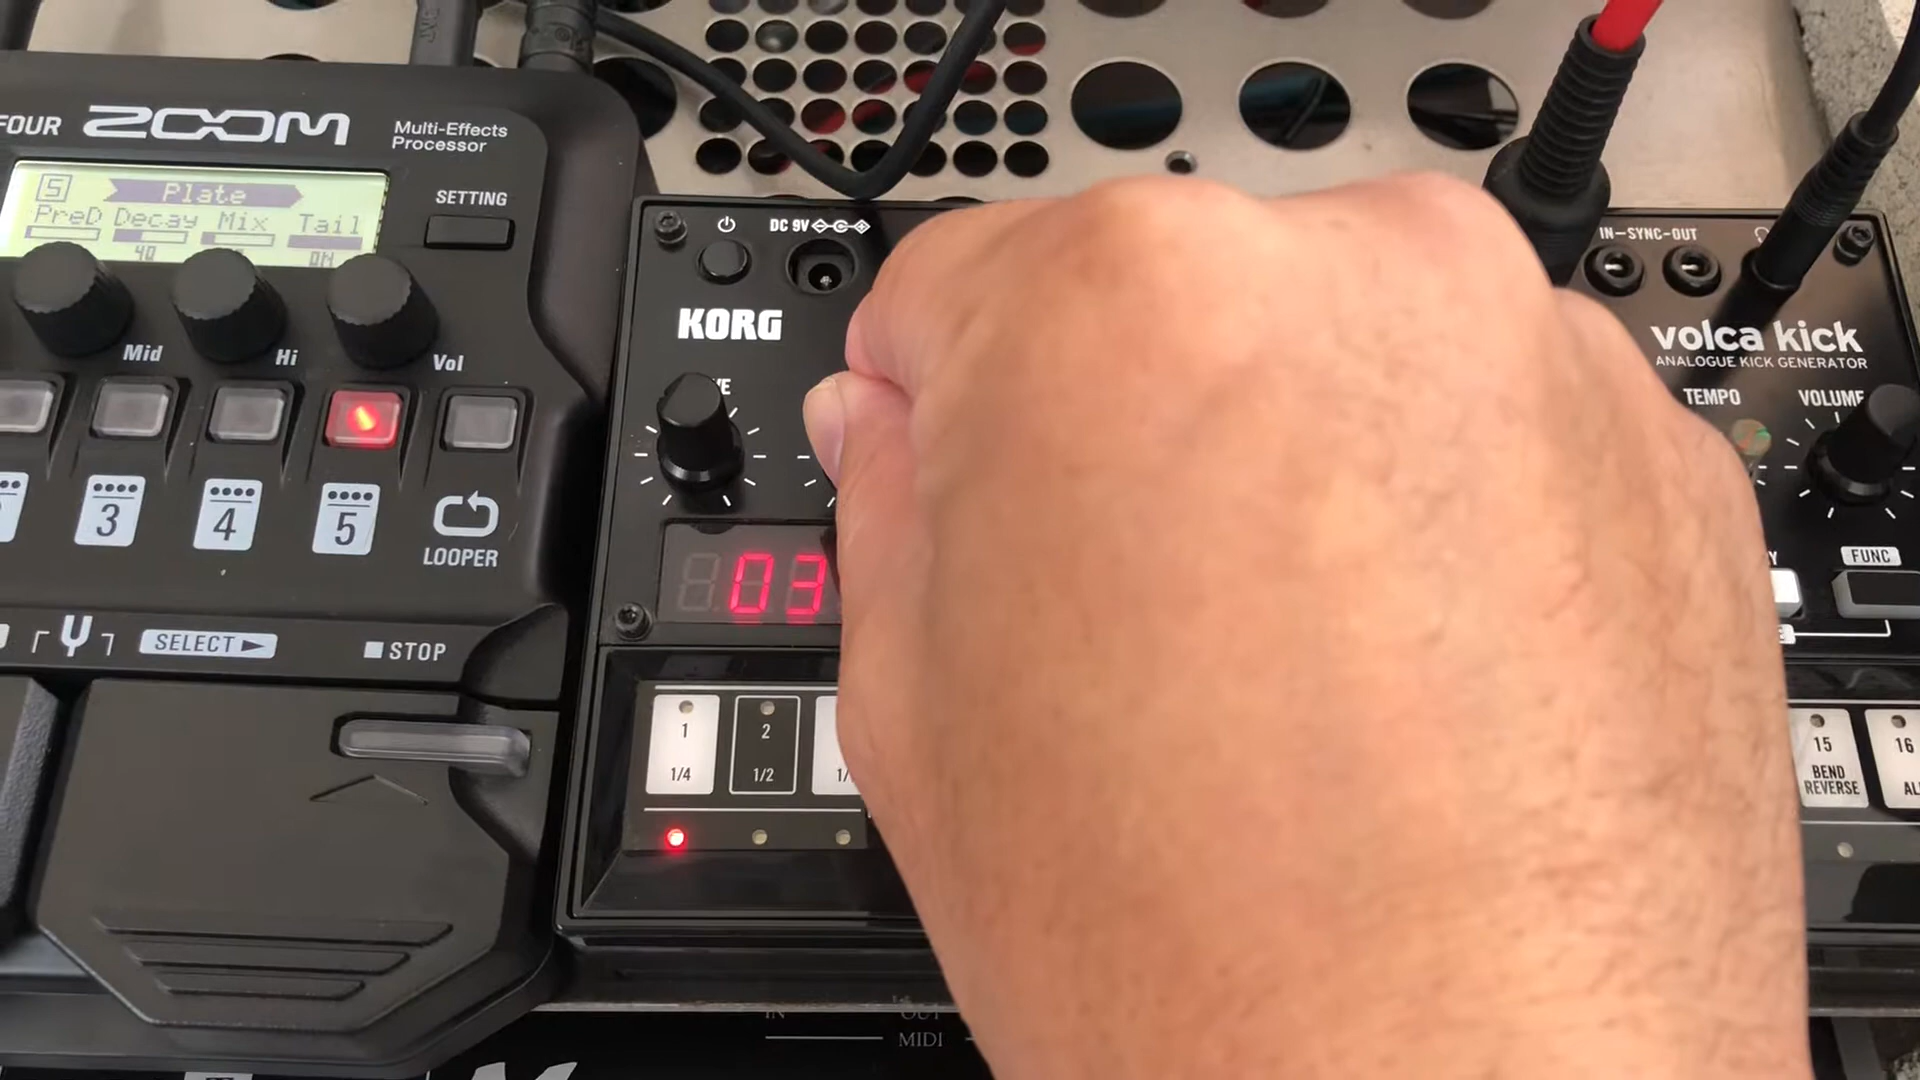 FOUR ZOOM
Multi-Effects
Processor
S Plate
PreD Decay Mix Tail
40 ON
SETTING
Mid Hi Vol
3 4 5
LOOPER
SELECT
STOP
DC 9V
KORG
03
1 2
1/4 1/2
IN-SYNC-OUT
volca kick
ANALOGUE KICK GENERATOR
TEMPO VOLUME
FUNC
15 16
BEND
REVERSE
IN OUT
MIDI